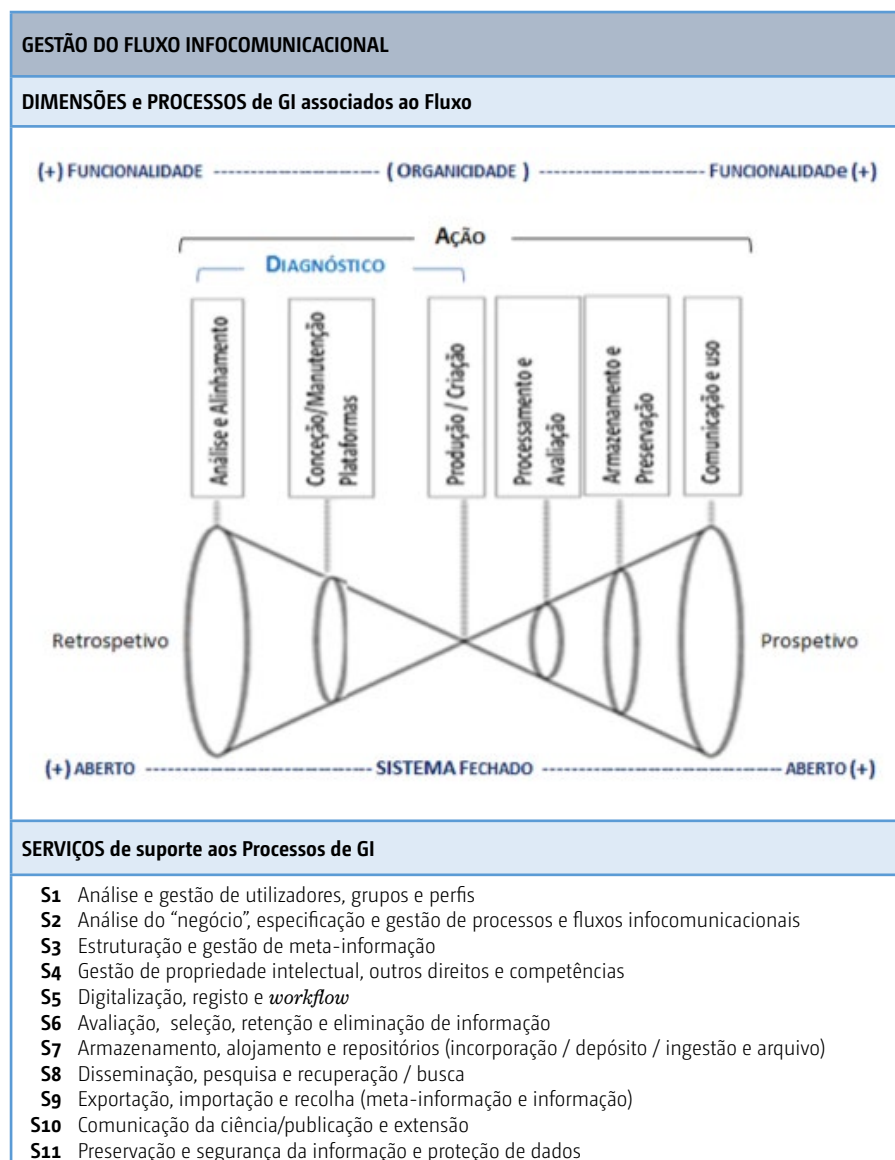 GESTÃO DO FLUXO INFOCOMUNICACIONAL
DIMENSÕES e PROCESSOS de GI associados ao Fluxo
(+) FUNCIONALIDADE ---------------------- ( ORGANICIDADE ) ---------------------- FUNCIONALIDADe (+)
AÇÃO
DIAGNÓSTICO
Análise e Alinhamento
Conceção/Manutenção
Plataformas
Produção / Criação
Processamento e
Avaliação
Armazenamento e
Preservação
Comunicação e uso
Retrospetivo
Prospetivo
(+) ABERTO ---------------------- SISTEMA FECHADO ---------------------- ABERTO (+)
SERVIÇOS de suporte aos Processos de GI
S1 Análise e gestão de utilizadores, grupos e perfis
S2 Análise do “negócio”, especificação e gestão de processos e fluxos infocomunicacionais
S3 Estruturação e gestão de meta-informação
S4 Gestão de propriedade intelectual, outros direitos e competências
S5 Digitalização, registo e workflow
S6 Avaliação, seleção, retenção e eliminação de informação
S7 Armazenamento, alojamento e repositórios (incorporação / depósito / ingestão e arquivo)
S8 Disseminação, pesquisa e recuperação / busca
S9 Exportação, importação e recolha (meta-informação e informação)
S10 Comunicação da ciência/publicação e extensão
S11 Preservação e segurança da informação e proteção de dados